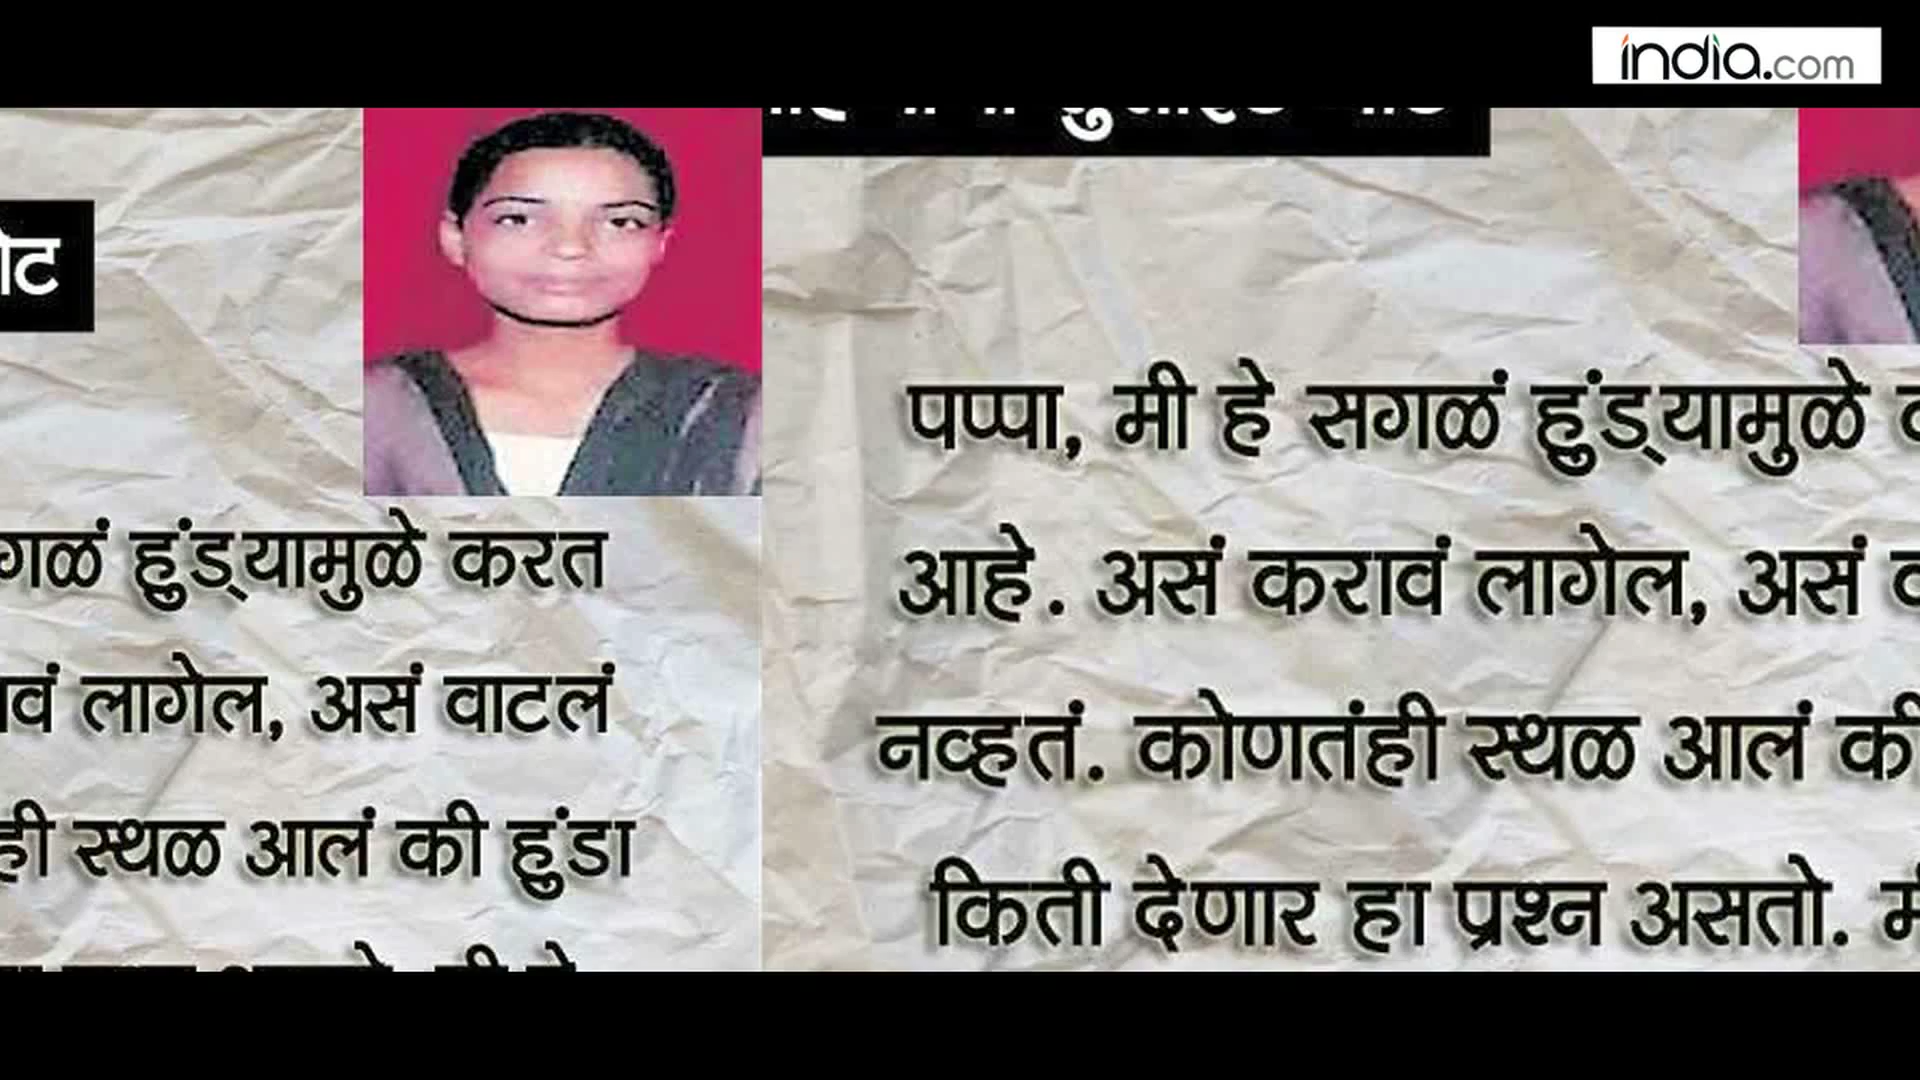 india.com
गळं हुंड्यामुळे करत
वं लागेल, असं वाटलं
ही स्थळ आलं की हुंडा
पप्पा, मी हे सगळं हुंड्यामुळे
आहे. असं करावं लागेल, असं
नव्हतं. कोणतंही स्थळ आलं की
किती देणार हा प्रश्न असतो.